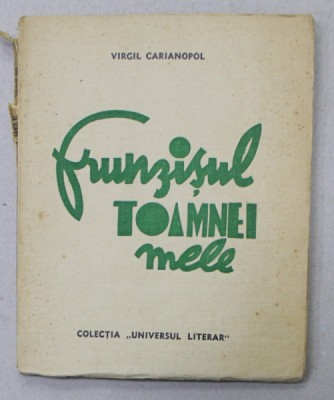 VIRGIL CARIANOPOL
Frunzișul
TOAMNEI
mele
COLECȚIA „UNIVERSUL LITERAR"